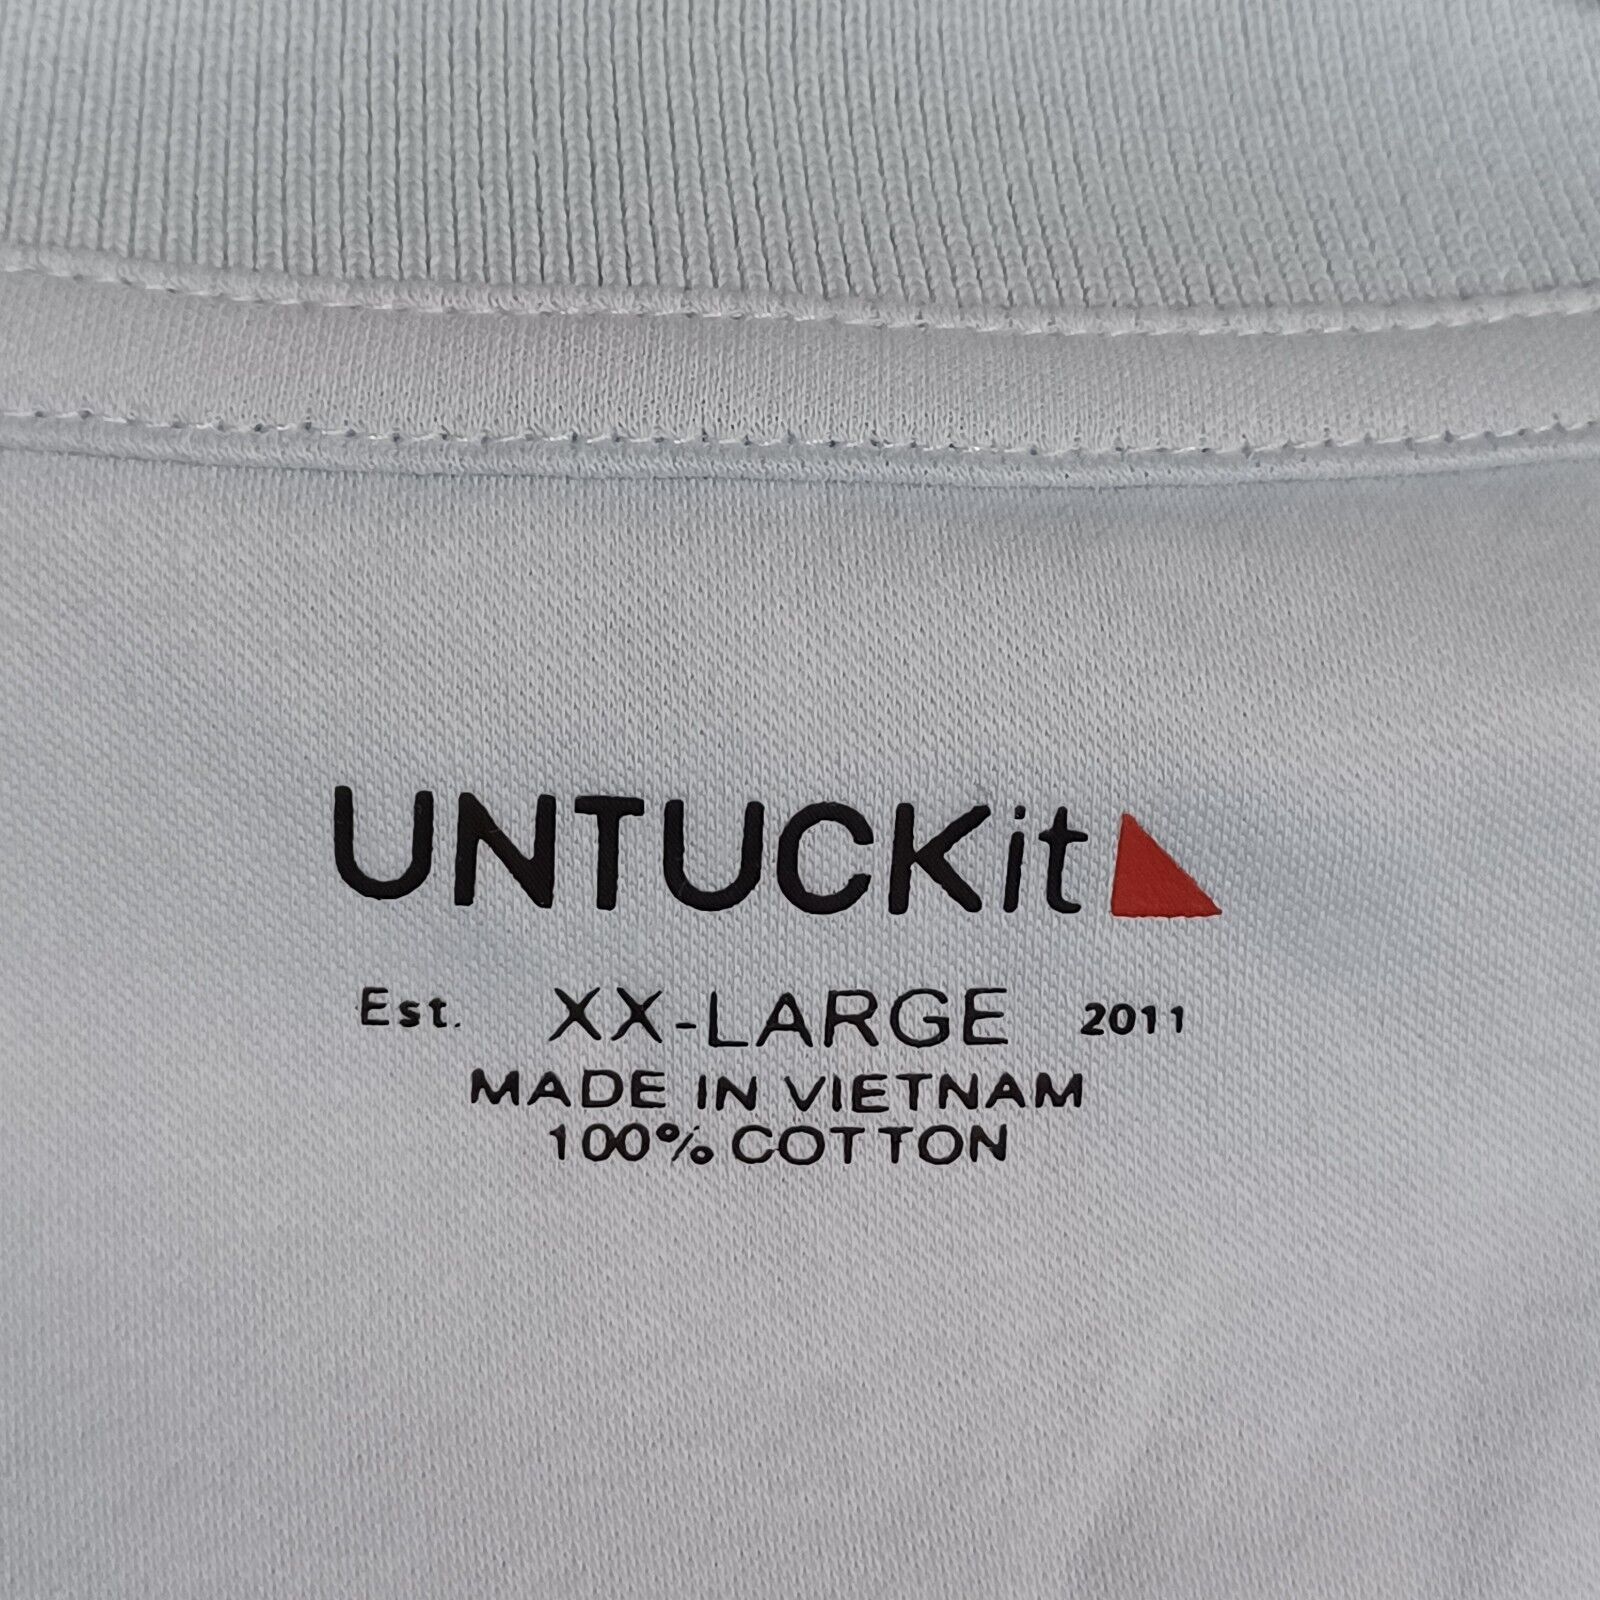 UNTUCKit
Est. XX-LARGE 2011
MADE IN VIETNAM
100% COTTON